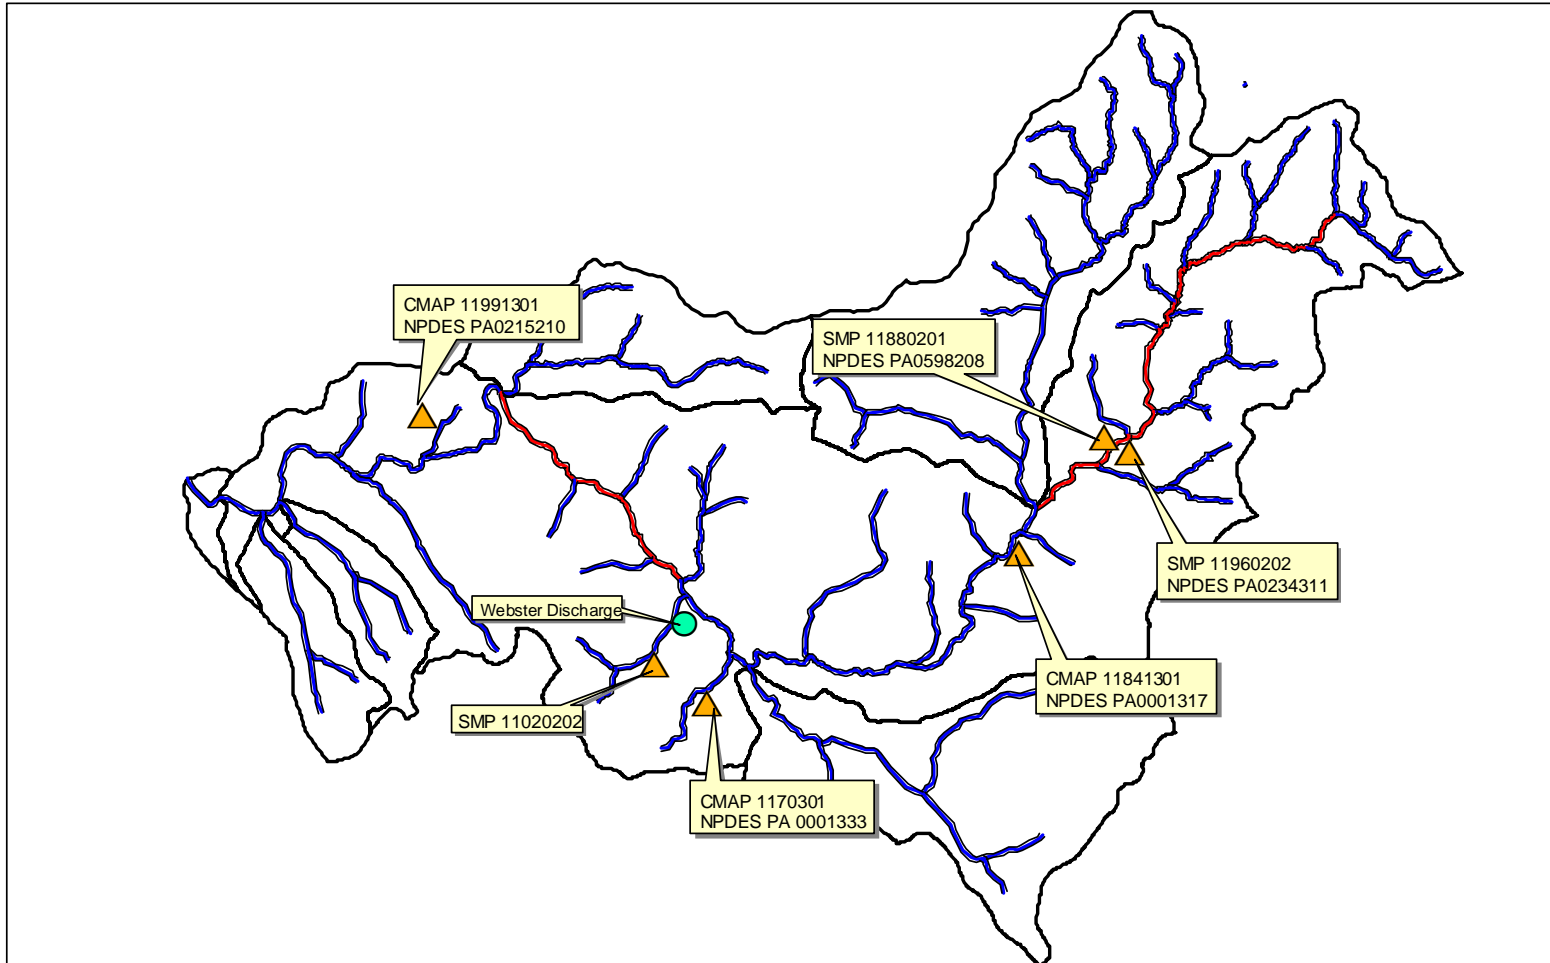 CMAP 11991301
NPDES PA0215210
SMP 11880201
NPDES PA0598208
SMP 11960202
NPDES PA0234311
Webster Discharge
CMAP 11841301
NPDES PA0001317
SMP 11020202
CMAP 1170301
NPDES PA 0001333